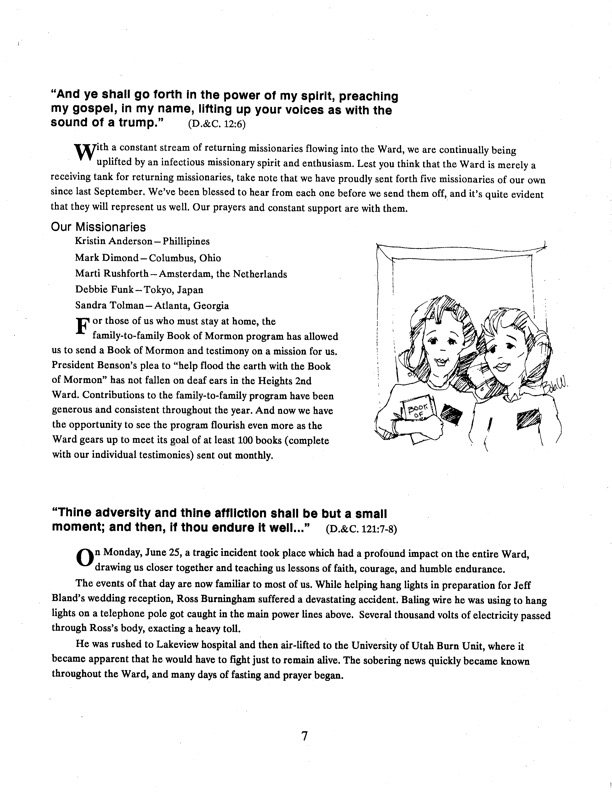 "And ye shall go forth in the power of my spirit, preaching
my gospel, in my name, lifting up your voices as with the
sound of a trump." (D.&C. 12:6)
With a constant stream of returning missionaries flowing into the Ward, we are continually being
uplifted by an infectious missionary spirit and enthusiasm. Lest you think that the Ward is merely a
receiving tank for returning missionaries, take note that we have proudly sent forth five missionaries of our own
since last September. We've been blessed to hear from each one before we send them off, and it's quite evident
that they will represent us well. Our prayers and constant support are with them.
Our Missionaries
Kristin Anderson—Phillipines
Mark Dimond—Columbus, Ohio
Marti Rushforth—Amsterdam, the Netherlands
Debbie Funk—Tokyo, Japan
Sandra Tolman—Atlanta, Georgia
For those of us who must stay at home, the
family-to-family Book of Mormon program has allowed
us to send a Book of Mormon and testimony on a mission for us.
President Benson's plea to "help flood the earth with the Book
of Mormon" has not fallen on deaf ears in the Heights 2nd
Ward. Contributions to the family-to-family program have been
generous and consistent throughout the year. And now we have
the opportunity to see the program flourish even more as the
Ward gears up to meet its goal of at least 100 books (complete
with our individual testimonies) sent out monthly.
BOOK
OF
"Thine adversity and thine affliction shall be but a small
moment; and then, if thou endure it well..." (D.&C. 121:7-8)
On Monday, June 25, a tragic incident took place which had a profound impact on the entire Ward,
drawing us closer together and teaching us lessons of faith, courage, and humble endurance.
The events of that day are now familiar to most of us. While helping hang lights in preparation for Jeff
Bland's wedding reception, Ross Burningham suffered a devastating accident. Baling wire he was using to hang
lights on a telephone pole got caught in the main power lines above. Several thousand volts of electricity passed
through Ross's body, exacting a heavy toll.
He was rushed to Lakeview hospital and then air-lifted to the University of Utah Burn Unit, where it
became apparent that he would have to fight just to remain alive. The sobering news quickly became known
throughout the Ward, and many days of fasting and prayer began.
7